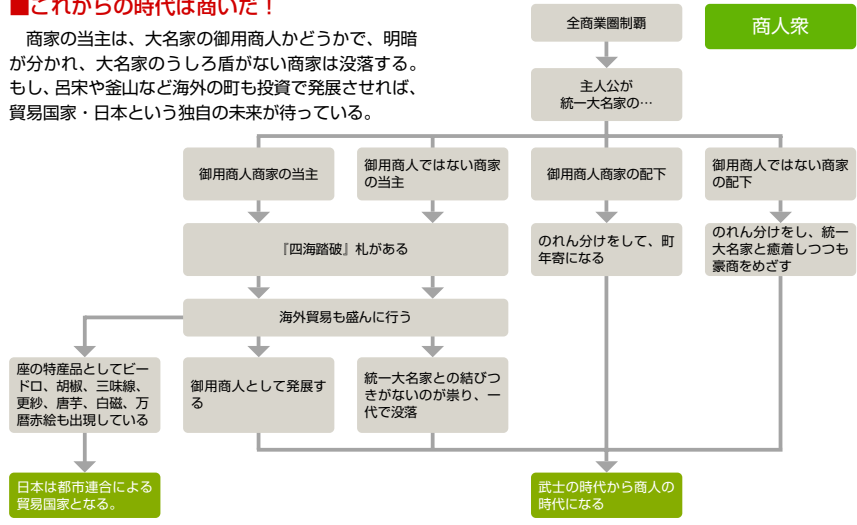 ■これからの時代は商いだ！
　商家の当主は、大名家の御用商人かどうかで、明暗
が分かれ、大名家のうしろ盾がない商家は没落する。
もし、呂宋や釜山など海外の町も投資で発展させれば、
貿易国家・日本という独自の未来が待っている。
全商業圏制覇
商人衆
主人公が
統一大名家の…
御用商人商家の当主
御用商人ではない商家
の当主
御用商人商家の配下
御用商人ではない商家
の配下
『四海踏破』札がある
のれん分けをして、町
年寄になる
のれん分けをし、統一
大名家と癒着しつつも
豪商をめざす
海外貿易も盛んに行う
座の特産品としてビー
ドロ、胡椒、三味線、
更紗、唐芋、白磁、万
暦赤絵も出現している
御用商人として発展す
る
統一大名家との結びつ
きがないのが祟り、一
代で没落
日本は都市連合による
貿易国家となる。
武士の時代から商人の
時代になる